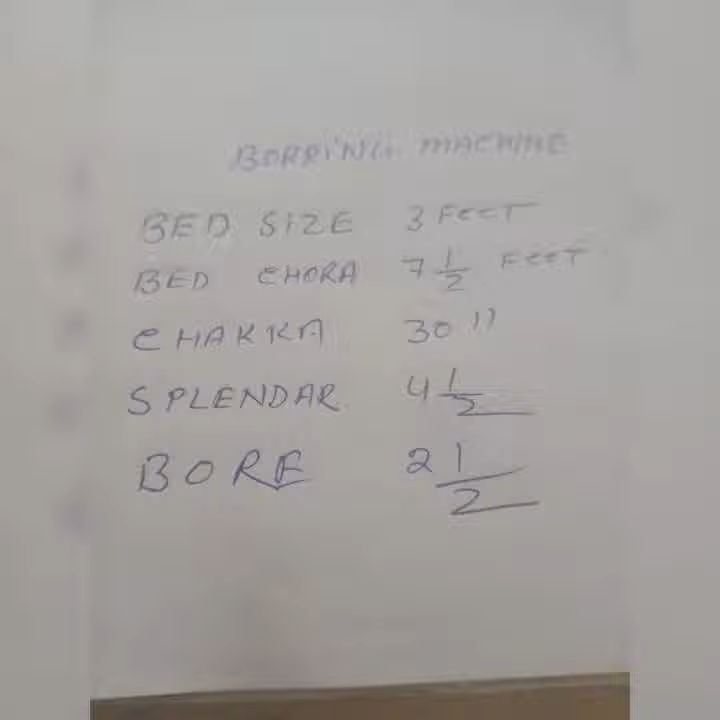 BORRING MACHINE
BED SIZE 3 FEET
BED CHORA 7 1/2 FEET
CHAKKA 30"
SPLENDAR 4 1/2
BORE 2 1/2